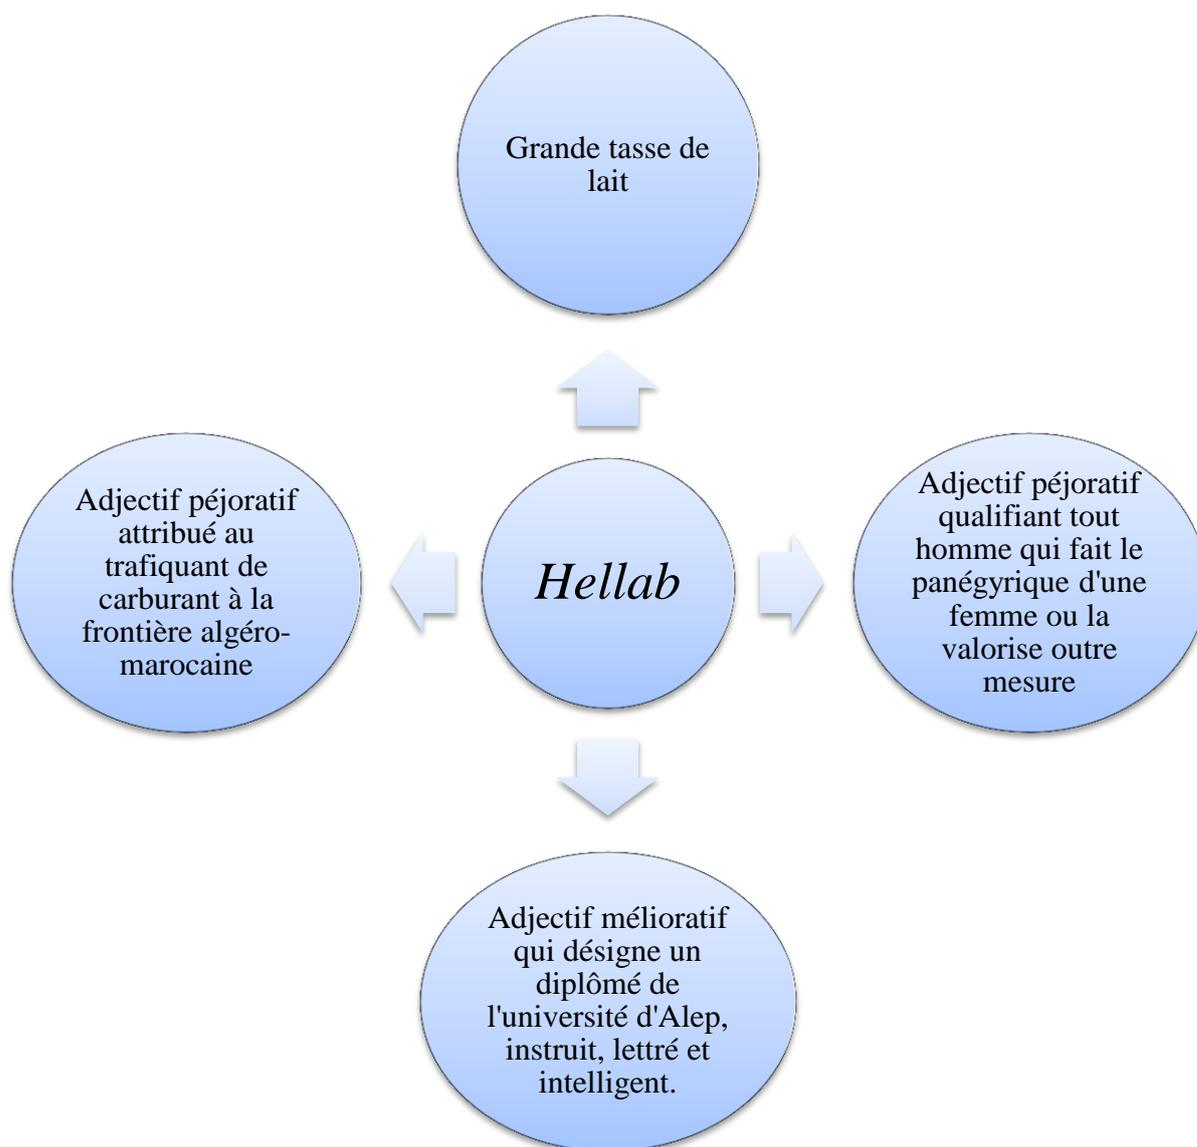 Grande tasse de
lait
Adjectif péjoratif
attribué au
trafiquant de
carburant à la
frontière algéro-
marocaine
Hellab
Adjectif péjoratif
qualifiant tout
homme qui fait le
panégyrique d'une
femme ou la
valorise outre
mesure
Adjectif mélioratif
qui désigne un
diplômé de
l'université d'Alep,
instruit, lettré et
intelligent.